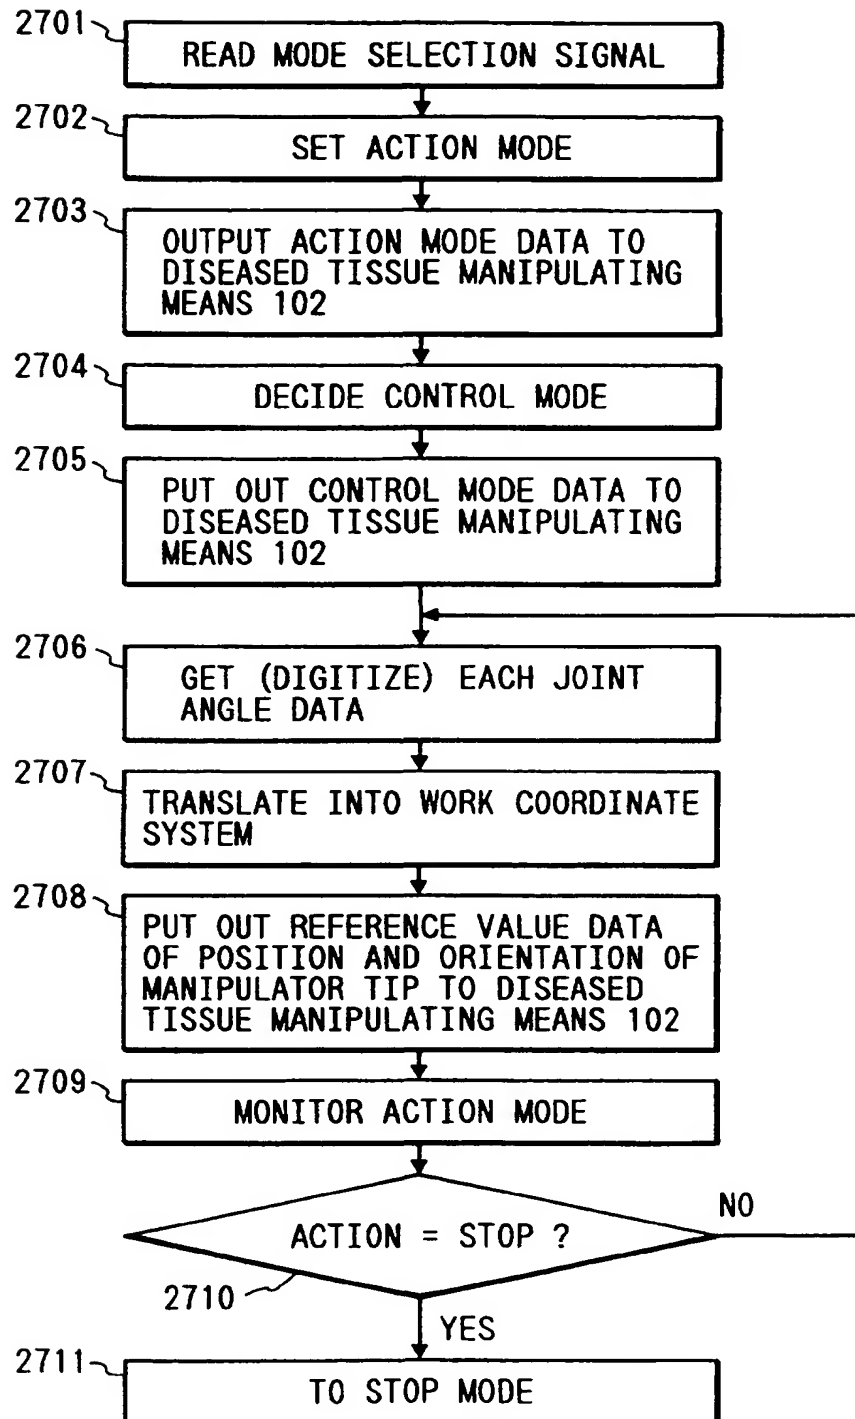 2701
READ MODE SELECTION SIGNAL
2702
SET ACTION MODE
2703
OUTPUT ACTION MODE DATA TO
DISEASED TISSUE MANIPULATING
MEANS 102
2704
DECIDE CONTROL MODE
2705
PUT OUT CONTROL MODE DATA TO
DISEASED TISSUE MANIPULATING
MEANS 102
2706
GET (DIGITIZE) EACH JOINT
ANGLE DATA
2707
TRANSLATE INTO WORK COORDINATE
SYSTEM
2708
PUT OUT REFERENCE VALUE DATA
OF POSITION AND ORIENTATION OF
MANIPULATOR TIP TO DISEASED
TISSUE MANIPULATING MEANS 102
2709
MONITOR ACTION MODE
NO
ACTION = STOP ?
2710
YES
2711
TO STOP MODE